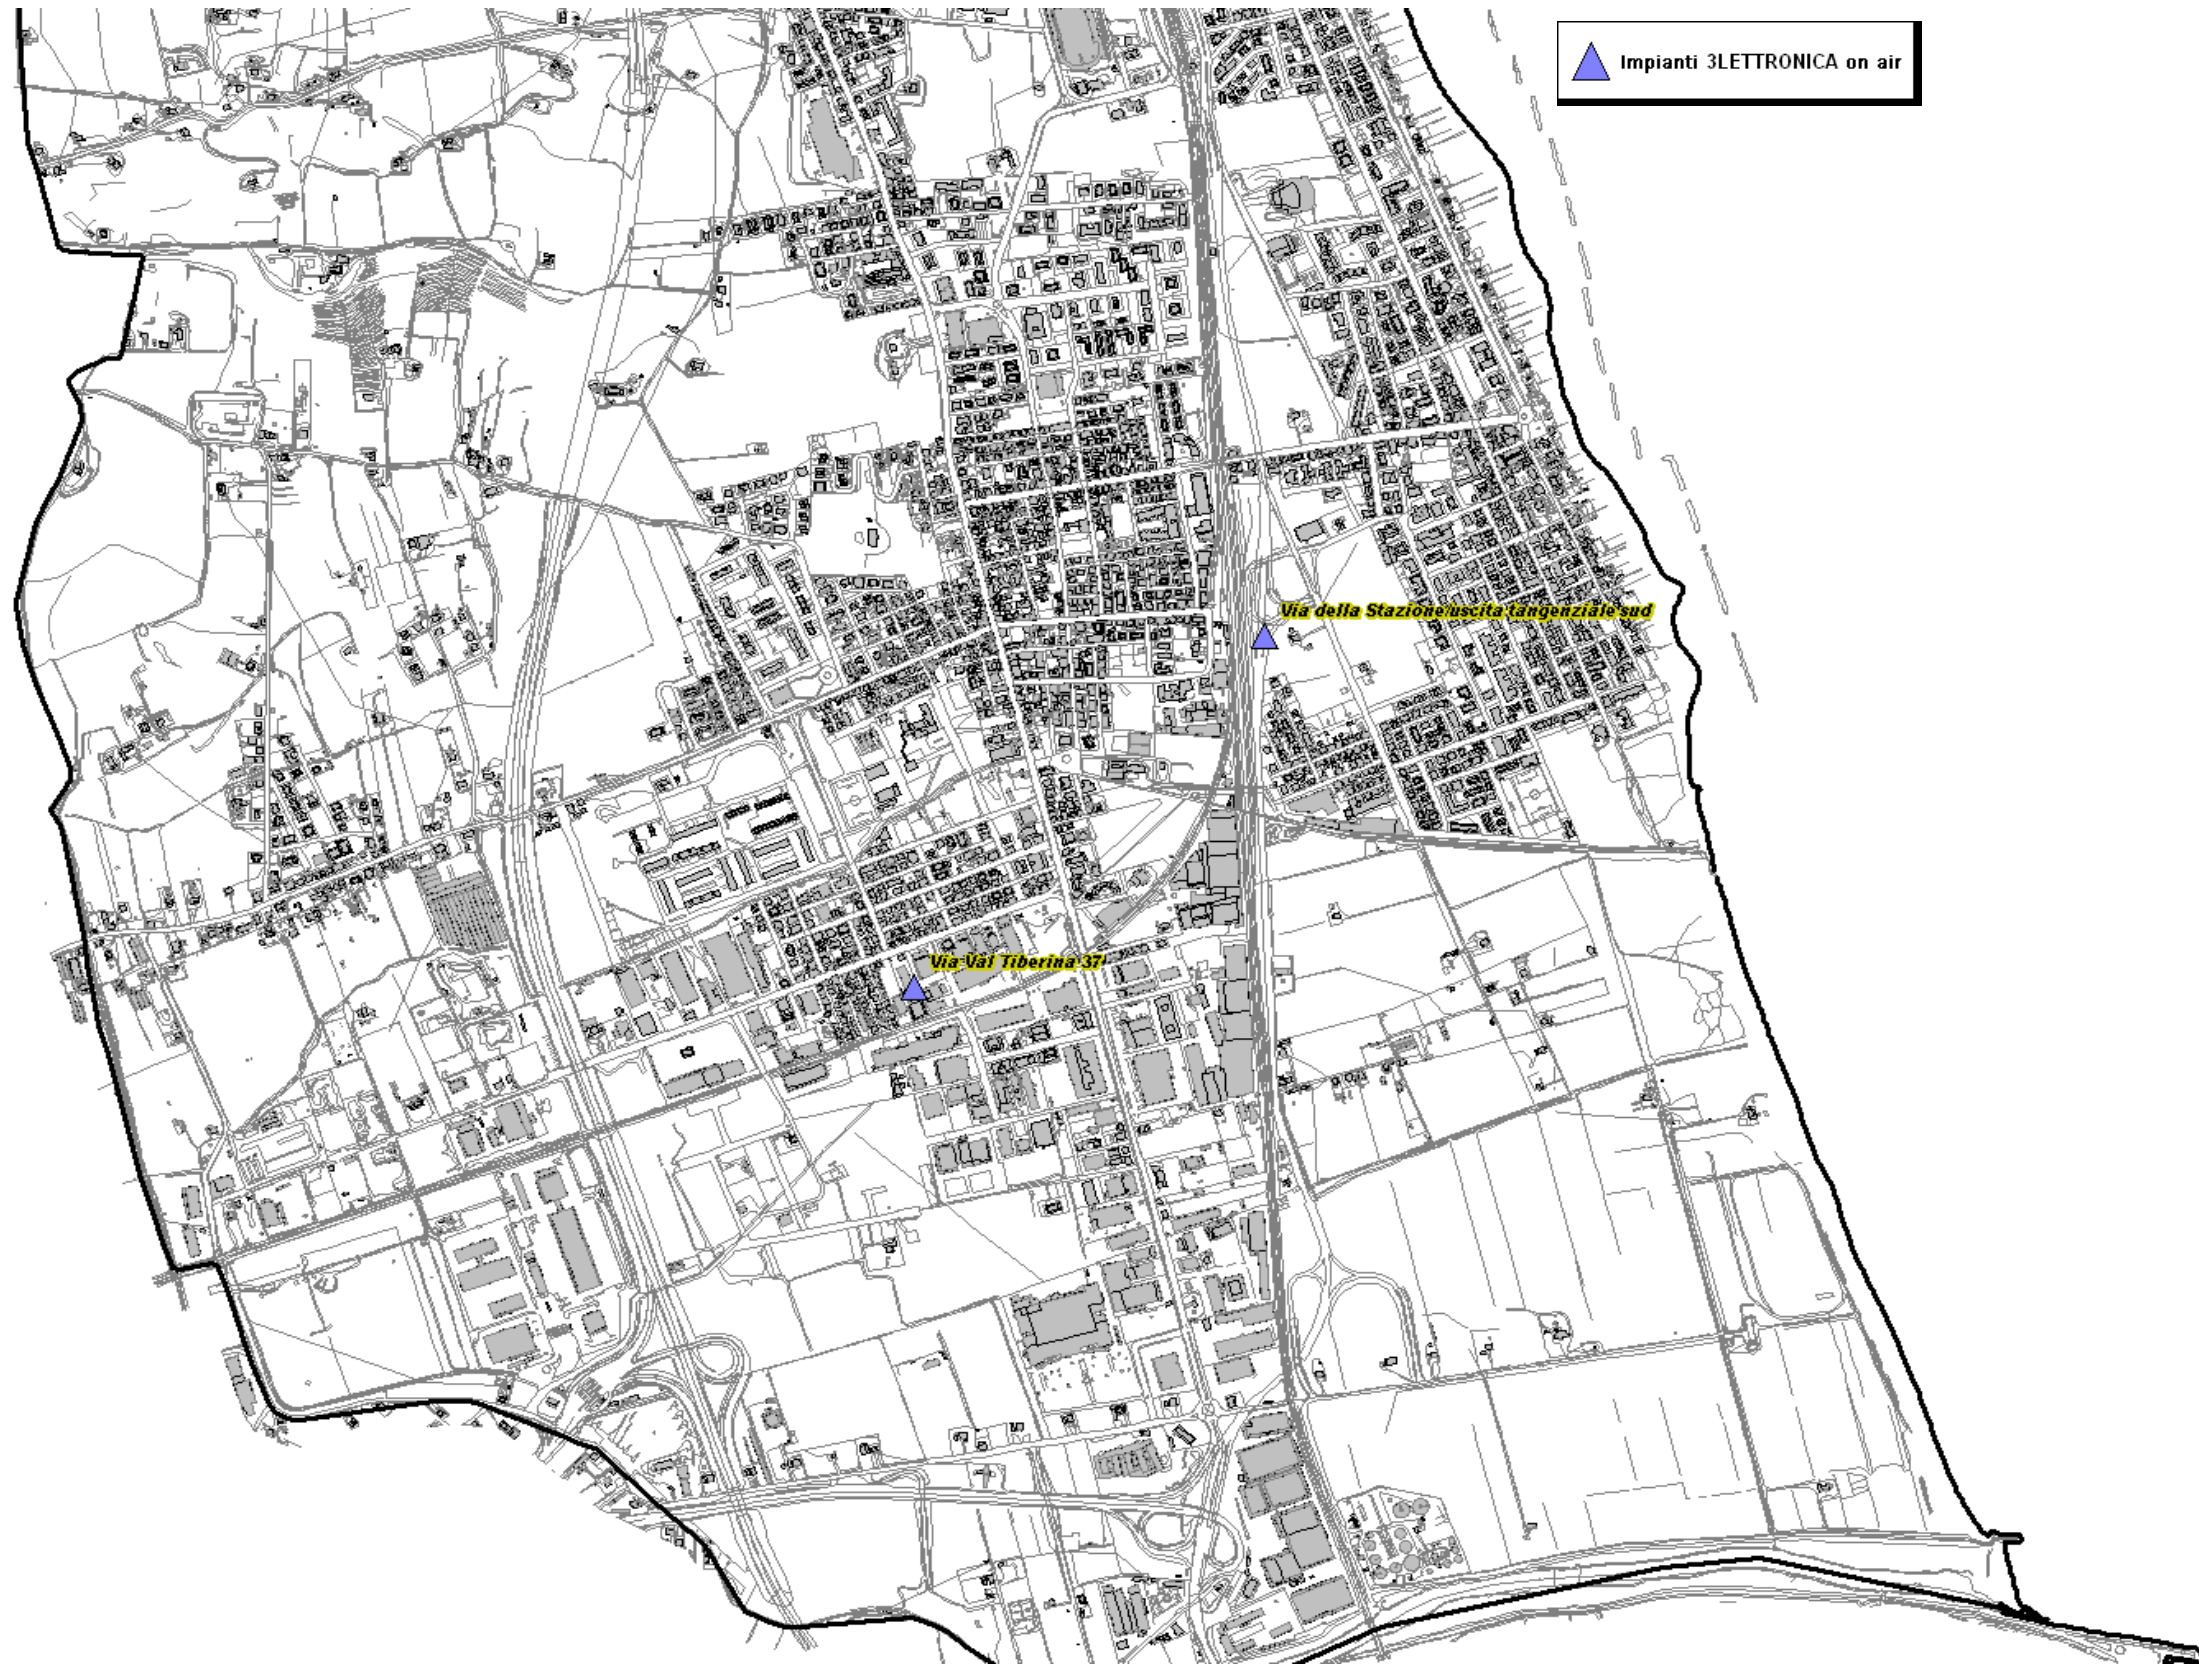 Impianti 3LETTRONICA on air
Via della Stazione/uscita tangenziale sud
Via Val Tiberina 37